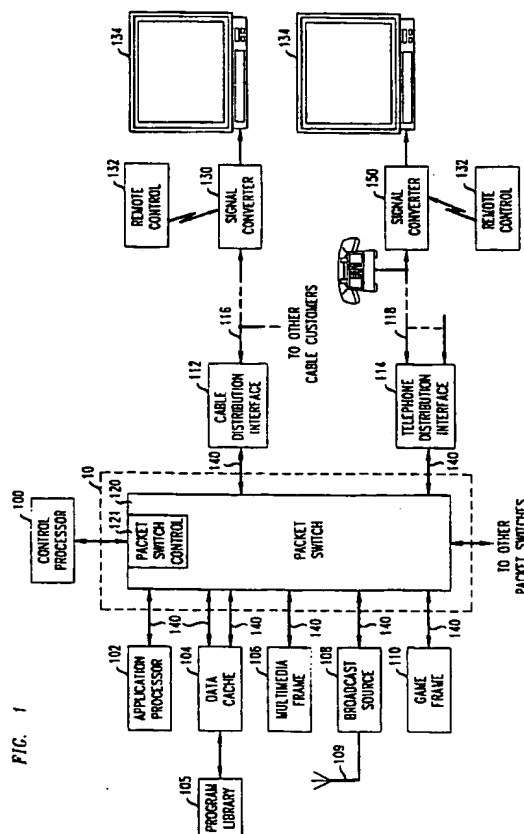 FIG. 1
100
CONTROL
PROCESSOR
10
120
121
PACKET
SWITCH
CONTROL
PACKET
SWITCH
102
APPLICATION
PROCESSOR
140
104
DATA
CACHE
140
140
105
PROGRAM
LIBRARY
106
MULTIMEDIA
FRAME
140
108
BROADCAST
SOURCE
140
109
110
GAME
FRAME
140
TO OTHER
PACKET SWITCHES
112
CABLE
DISTRIBUTION
INTERFACE
140
116
TO OTHER
CABLE CUSTOMERS
114
TELEPHONE
DISTRIBUTION
INTERFACE
140
118
132
REMOTE
CONTROL
130
SIGNAL
CONVERTER
134
150
SIGNAL
CONVERTER
132
REMOTE
CONTROL
134